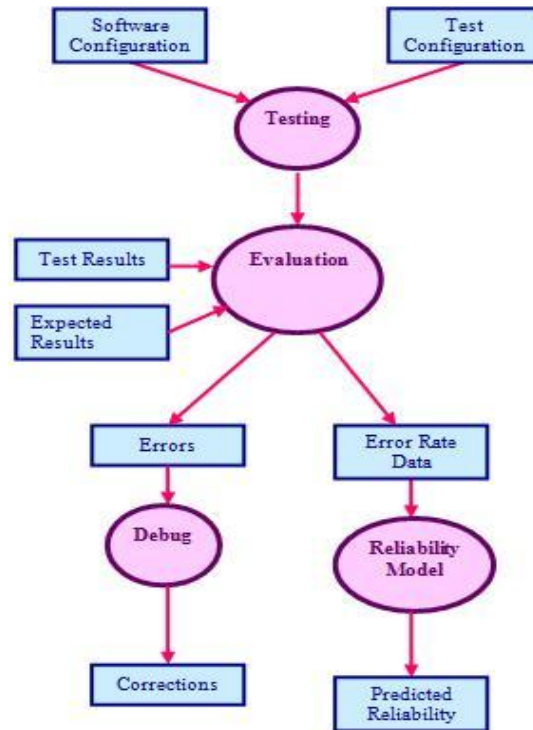 Software
Configuration
Test
Configuration
Testing
Evaluation
Test Results
Expected
Results
Errors
Error Rate
Data
Debug
Reliability
Model
Corrections
Predicted
Reliability